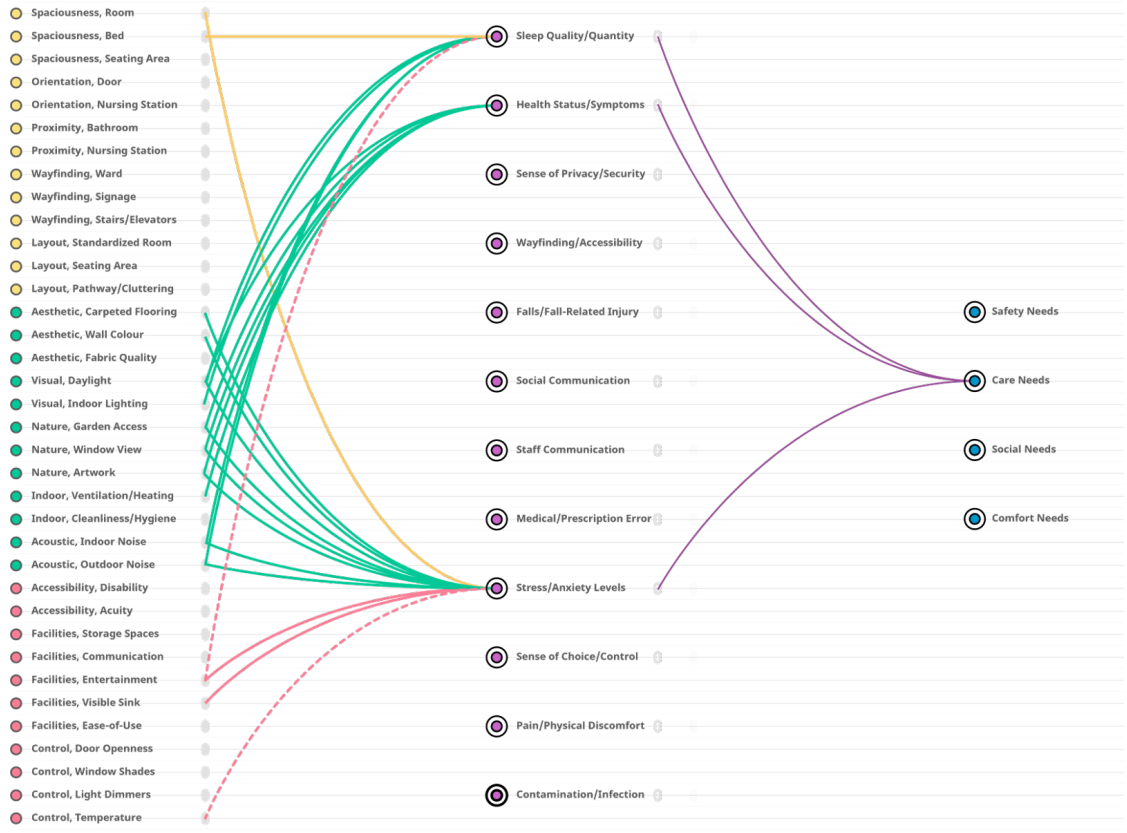 Spaciousness, Room
Spaciousness, Bed
Spaciousness, Seating Area
Orientation, Door
Orientation, Nursing Station
Proximity, Bathroom
Proximity, Nursing Station
Wayfinding, Ward
Wayfinding, Signage
Wayfinding, Stairs/Elevators
Layout, Standardized Room
Layout, Seating Area
Layout, Pathway/Cluttering
Aesthetic, Carpeted Flooring
Aesthetic, Wall Colour
Aesthetic, Fabric Quality
Visual, Daylight
Visual, Indoor Lighting
Nature, Garden Access
Nature, Window View
Nature, Artwork
Indoor, Ventilation/Heating
Indoor, Cleanliness/Hygiene
Acoustic, Indoor Noise
Acoustic, Outdoor Noise
Accessibility, Disability
Accessibility, Acuity
Facilities, Storage Spaces
Facilities, Communication
Facilities, Entertainment
Facilities, Visible Sink
Facilities, Ease-of-Use
Control, Door Openness
Control, Window Shades
Control, Light Dimmers
Control, Temperature
Sleep Quality/Quantity
Health Status/Symptoms
Sense of Privacy/Security
Wayfinding/Accessibility
Falls/Fall-Related Injury
Social Communication
Staff Communication
Medical/Prescription Error
Stress/Anxiety Levels
Sense of Choice/Control
Pain/Physical Discomfort
Contamination/Infection
Safety Needs
Care Needs
Social Needs
Comfort Needs